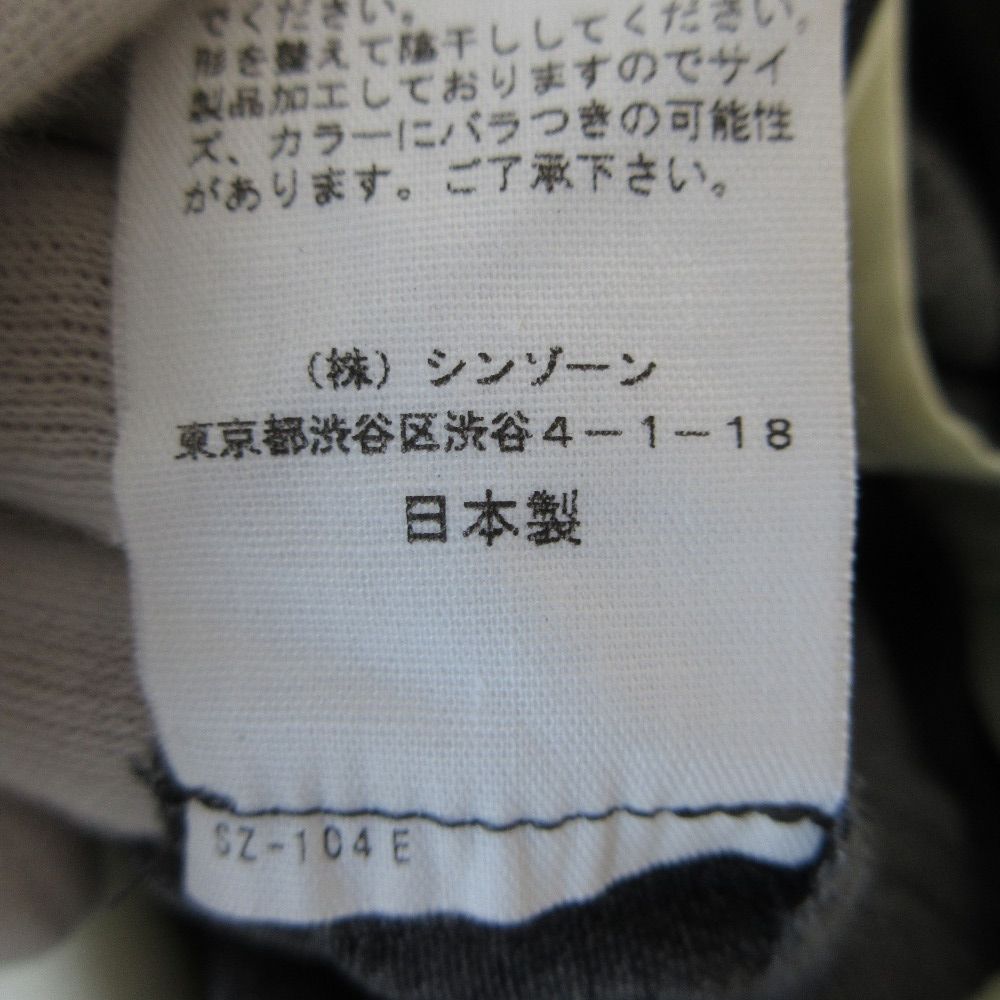 でください。
形を整えて陰干ししてください。
製品加工しておりますのでサイ
ズ、カラーにバラつきの可能性
があります。ご了承下さい。
(株)シンゾーン
東京都渋谷区渋谷4-1-18
日本製
SZ-104E